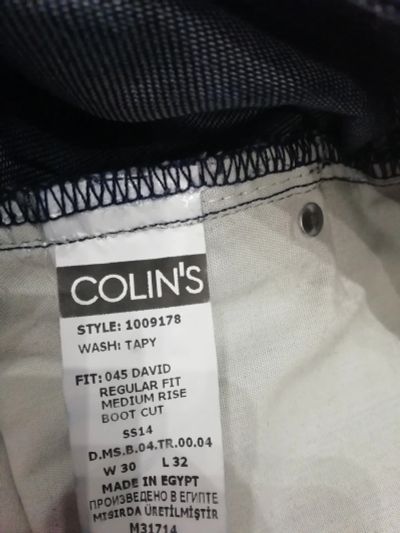 COLIN'S
STYLE: 1009178
WASH: TAPY
FIT: 045 DAVID
REGULAR FIT
MEDIUM RISE
BOOT CUT
SS14
D.MS.B.04.TR.00.04
W 30 L 32
MADE IN EGYPT
ПРОИЗВЕДЕНО В ЕГИПТЕ
MISIRDA ÜRETİLMİŞTİR
M31714